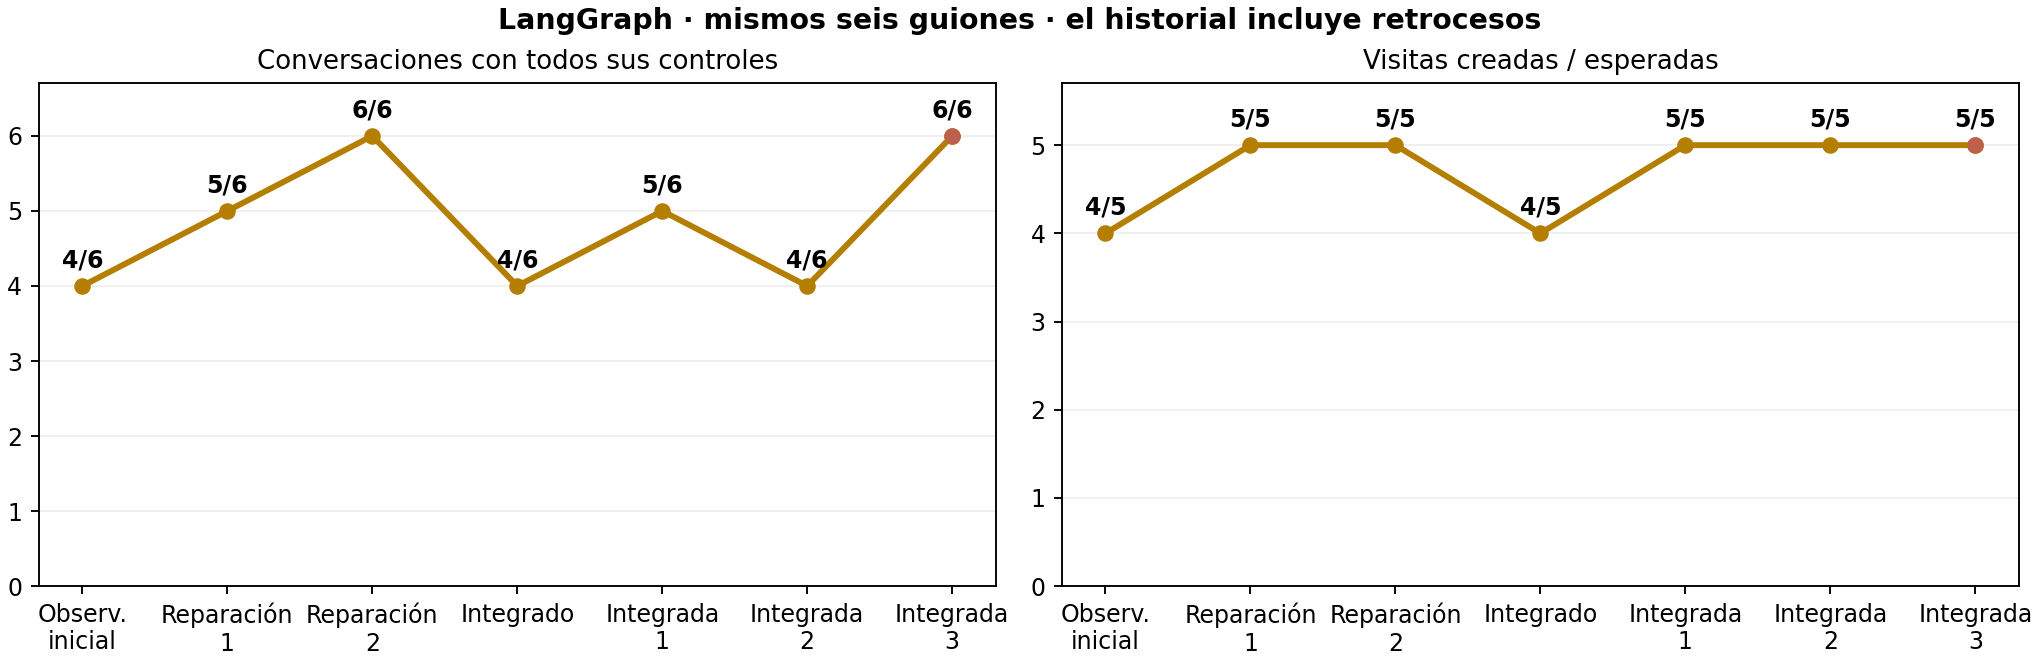 LangGraph · mismos seis guiones · el historial incluye retrocesos
Conversaciones con todos sus controles
6
5
4
3
2
1
0
4/6
5/6
6/6
4/6
5/6
4/6
6/6
Observ.
inicial
Reparación
1
Reparación
2
Integrado
Integrada
1
Integrada
2
Integrada
3
Visitas creadas / esperadas
5
4
3
2
1
0
4/5
5/5
5/5
4/5
5/5
5/5
5/5
Observ.
inicial
Reparación
1
Reparación
2
Integrado
Integrada
1
Integrada
2
Integrada
3